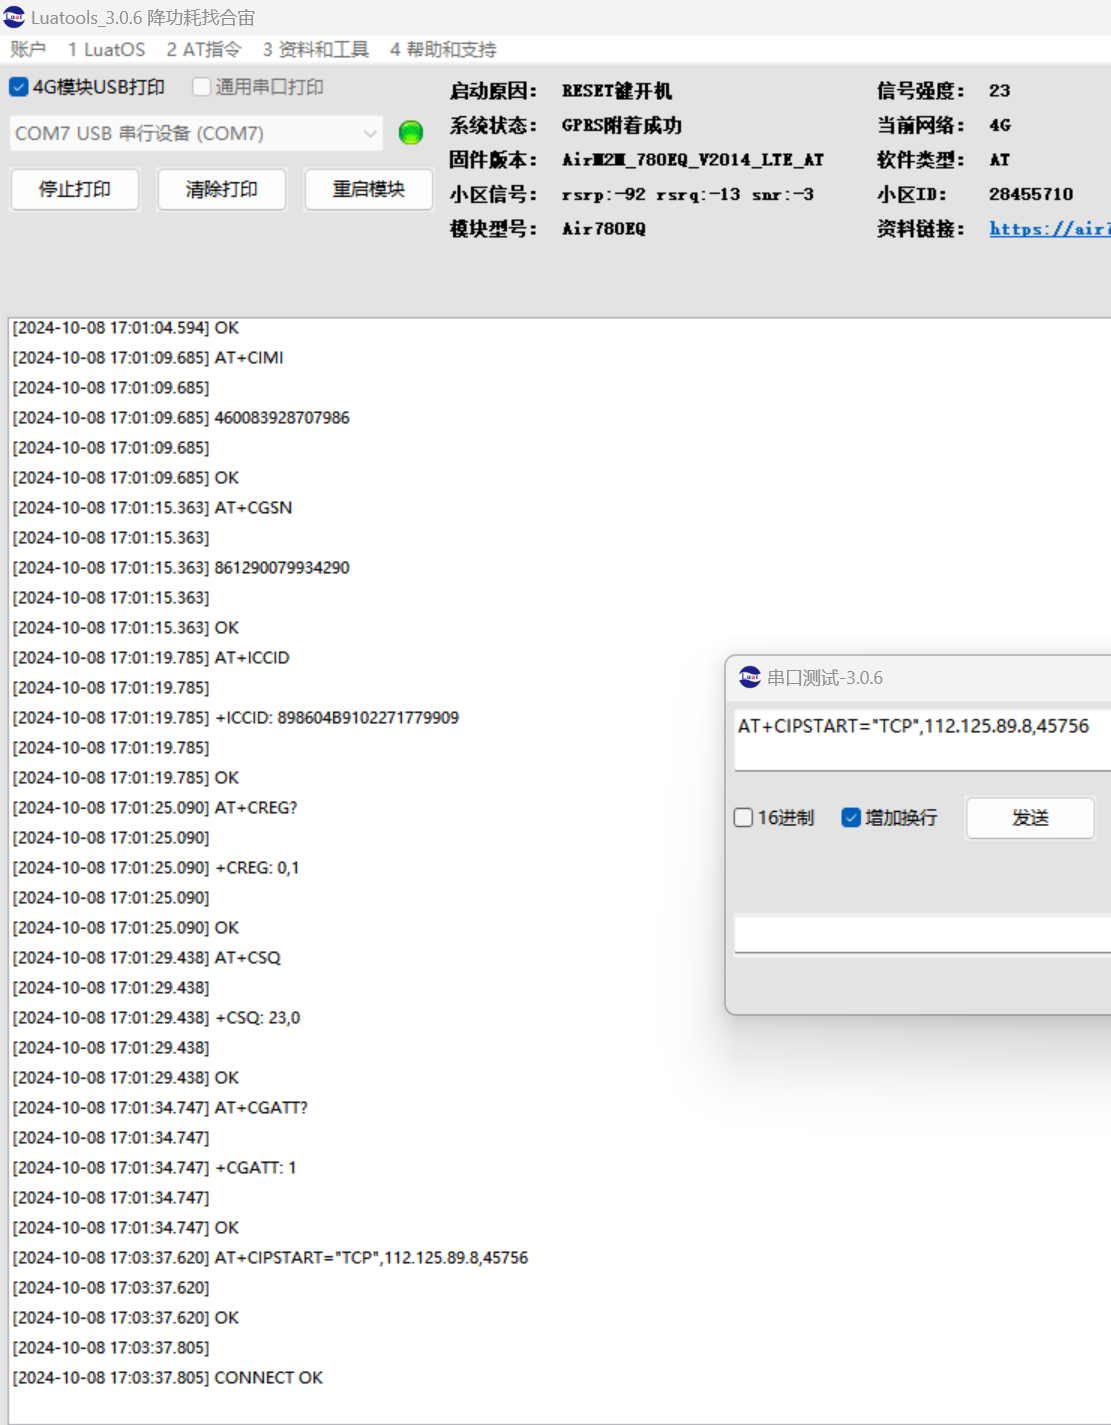 Luatools_3.0.6 降功耗找合宙
账户 1 LuatOS 2 AT指令 3 资料和工具 4 帮助和支持
4G模块USB打印 通用串口打印
COM7 USB 串行设备 (COM7)
停止打印 清除打印 重启模块
启动原因： RESET键开机 信号强度： 23
系统状态： GPRS附着成功 当前网络： 4G
固件版本： AirM2M_780EQ_V2014_LTE_AT 软件类型： AT
小区信号： rsrp:-92 rsrq:-13 snr:-3 小区ID： 28455710
模块型号： Air780EQ 资料链接： https://air7
[2024-10-08 17:01:04.594] OK
[2024-10-08 17:01:09.685] AT+CIMI
[2024-10-08 17:01:09.685]
[2024-10-08 17:01:09.685] 460083928707986
[2024-10-08 17:01:09.685]
[2024-10-08 17:01:09.685] OK
[2024-10-08 17:01:15.363] AT+CGSN
[2024-10-08 17:01:15.363]
[2024-10-08 17:01:15.363] 861290079934290
[2024-10-08 17:01:15.363]
[2024-10-08 17:01:15.363] OK
[2024-10-08 17:01:19.785] AT+ICCID
[2024-10-08 17:01:19.785]
[2024-10-08 17:01:19.785] +ICCID: 898604B9102271779909
[2024-10-08 17:01:19.785]
[2024-10-08 17:01:19.785] OK
[2024-10-08 17:01:25.090] AT+CREG?
[2024-10-08 17:01:25.090]
[2024-10-08 17:01:25.090] +CREG: 0,1
[2024-10-08 17:01:25.090]
[2024-10-08 17:01:25.090] OK
[2024-10-08 17:01:29.438] AT+CSQ
[2024-10-08 17:01:29.438]
[2024-10-08 17:01:29.438] +CSQ: 23,0
[2024-10-08 17:01:29.438]
[2024-10-08 17:01:29.438] OK
[2024-10-08 17:01:34.747] AT+CGATT?
[2024-10-08 17:01:34.747]
[2024-10-08 17:01:34.747] +CGATT: 1
[2024-10-08 17:01:34.747]
[2024-10-08 17:01:34.747] OK
[2024-10-08 17:03:37.620] AT+CIPSTART="TCP",112.125.89.8,45756
[2024-10-08 17:03:37.620]
[2024-10-08 17:03:37.620] OK
[2024-10-08 17:03:37.805]
[2024-10-08 17:03:37.805] CONNECT OK
串口测试-3.0.6
AT+CIPSTART="TCP",112.125.89.8,45756
16进制 增加换行 发送